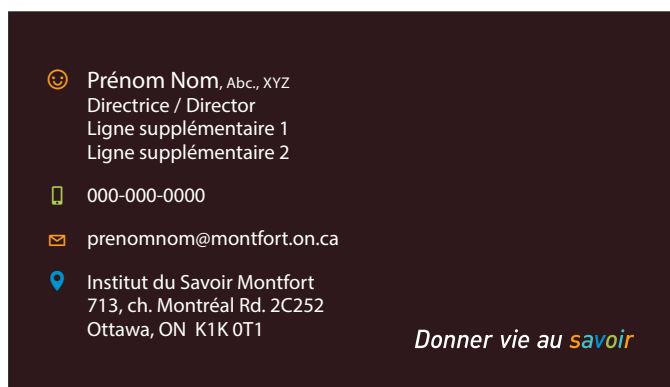 Prénom Nom, Abc., XYZ
Directrice / Director
Ligne supplémentaire 1
Ligne supplémentaire 2
000-000-0000
prenomnom@montfort.on.ca
Institut du Savoir Montfort
713, ch. Montréal Rd. 2C252
Ottawa, ON  K1K 0T1
Donner vie au savoir